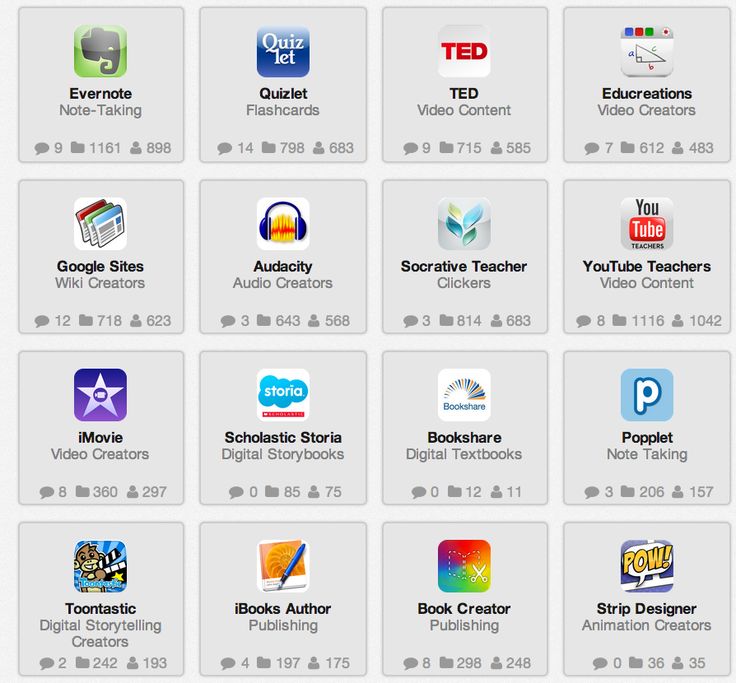 Quiz
let
TED
a c
b
Evernote
Note-Taking
9 1161 898
Quizlet
Flashcards
14 798 683
TED
Video Content
9 715 585
Educreations
Video Creators
7 612 483
You
Tube
TEACHERS
Google Sites
Wiki Creators
12 718 623
Audacity
Audio Creators
3 643 568
Socrative Teacher
Clickers
3 814 683
YouTube Teachers
Video Content
8 1116 1042
storia
SCHOLASTIC
Bookshare
p
iMovie
Video Creators
8 360 297
Scholastic Storia
Digital Storybooks
0 85 75
Bookshare
Digital Textbooks
0 12 11
Popplet
Note Taking
3 206 157
Toontastic
POW!
Toontastic
Digital Storytelling
Creators
2 242 193
iBooks Author
Publishing
4 197 175
Book Creator
Publishing
8 298 248
Strip Designer
Animation Creators
0 36 35